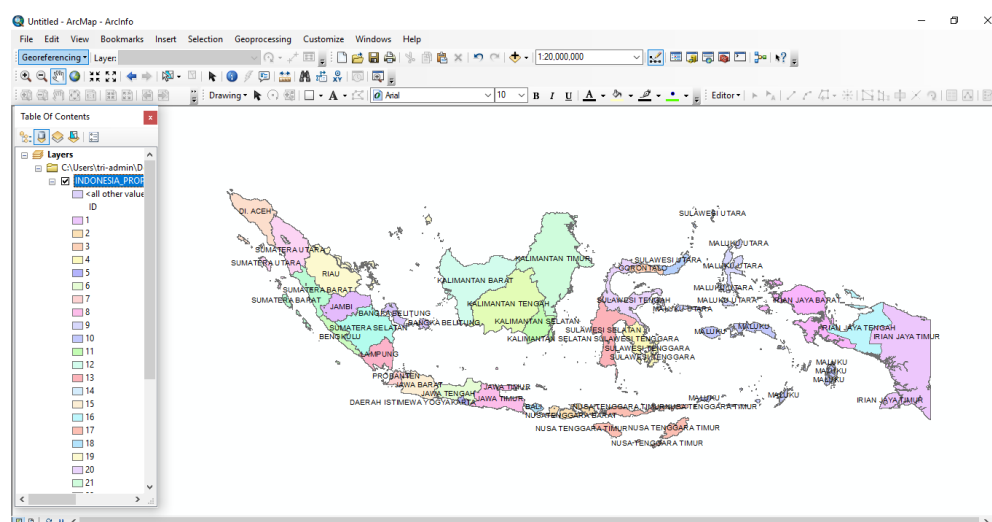 Untitled - ArcMap - ArcInfo
File Edit View Bookmarks Insert Selection Geoprocessing Customize Windows Help
Georeferencing Layer: 1:20,000,000
Drawing A Arial 10 B I U A Editor
Table Of Contents
Layers
C:\Users\tri-admin\D
INDONESIA_PROP
<all other value
ID
1
2
3
4
5
6
7
8
9
10
11
12
13
14
15
16
17
18
19
20
21
SULAWESI UTARA
DI. ACEH
MALUKU UTARA
SUMATERA UTARA
KALIMANTAN TIMUR
SULAWESI UTARA
SUMATERA UTARA
GORONTALO
MALUKU UTARA
RIAU
KALIMANTAN BARAT
SUMATERA BARAT
MALUKU UTARA
SUMATERA BARAT
KALIMANTAN TENGAH
SULAWESI TENGAH
MALUKU UTARA
IRIAN JAYA BARAT
JAMBI
MALUKU UTARA
BANGKA BELITUNG
BANGKA BELITUNG
KALIMANTAN SELATAN
SUMATERA SELATAN
SULAWESI SELATAN
MALUKU
MALUKU
IRIAN JAYA TENGAH
BENGKULU
KALIMANTAN SELATAN
SULAWESI TENGGARA
IRIAN JAYA TIMUR
SULAWESI TENGGARA
LAMPUNG
SULAWESI TENGGARA
MALUKU
MALUKU
PROBANTEN
MALUKU
JAWA BARAT
JAWA TIMUR
JAWA TENGAH
MALUKU
MALUKU
DAERAH ISTIMEWA YOGYAKARTA
JAWA TIMUR
IRIAN JAYA TIMUR
BALI
NUSA TENGGARA TIMUR
NUSA TENGGARA TIMUR
NUSA TENGGARA BARAT
NUSA TENGGARA TIMUR
NUSA TENGGARA TIMUR
NUSA TENGGARA TIMUR